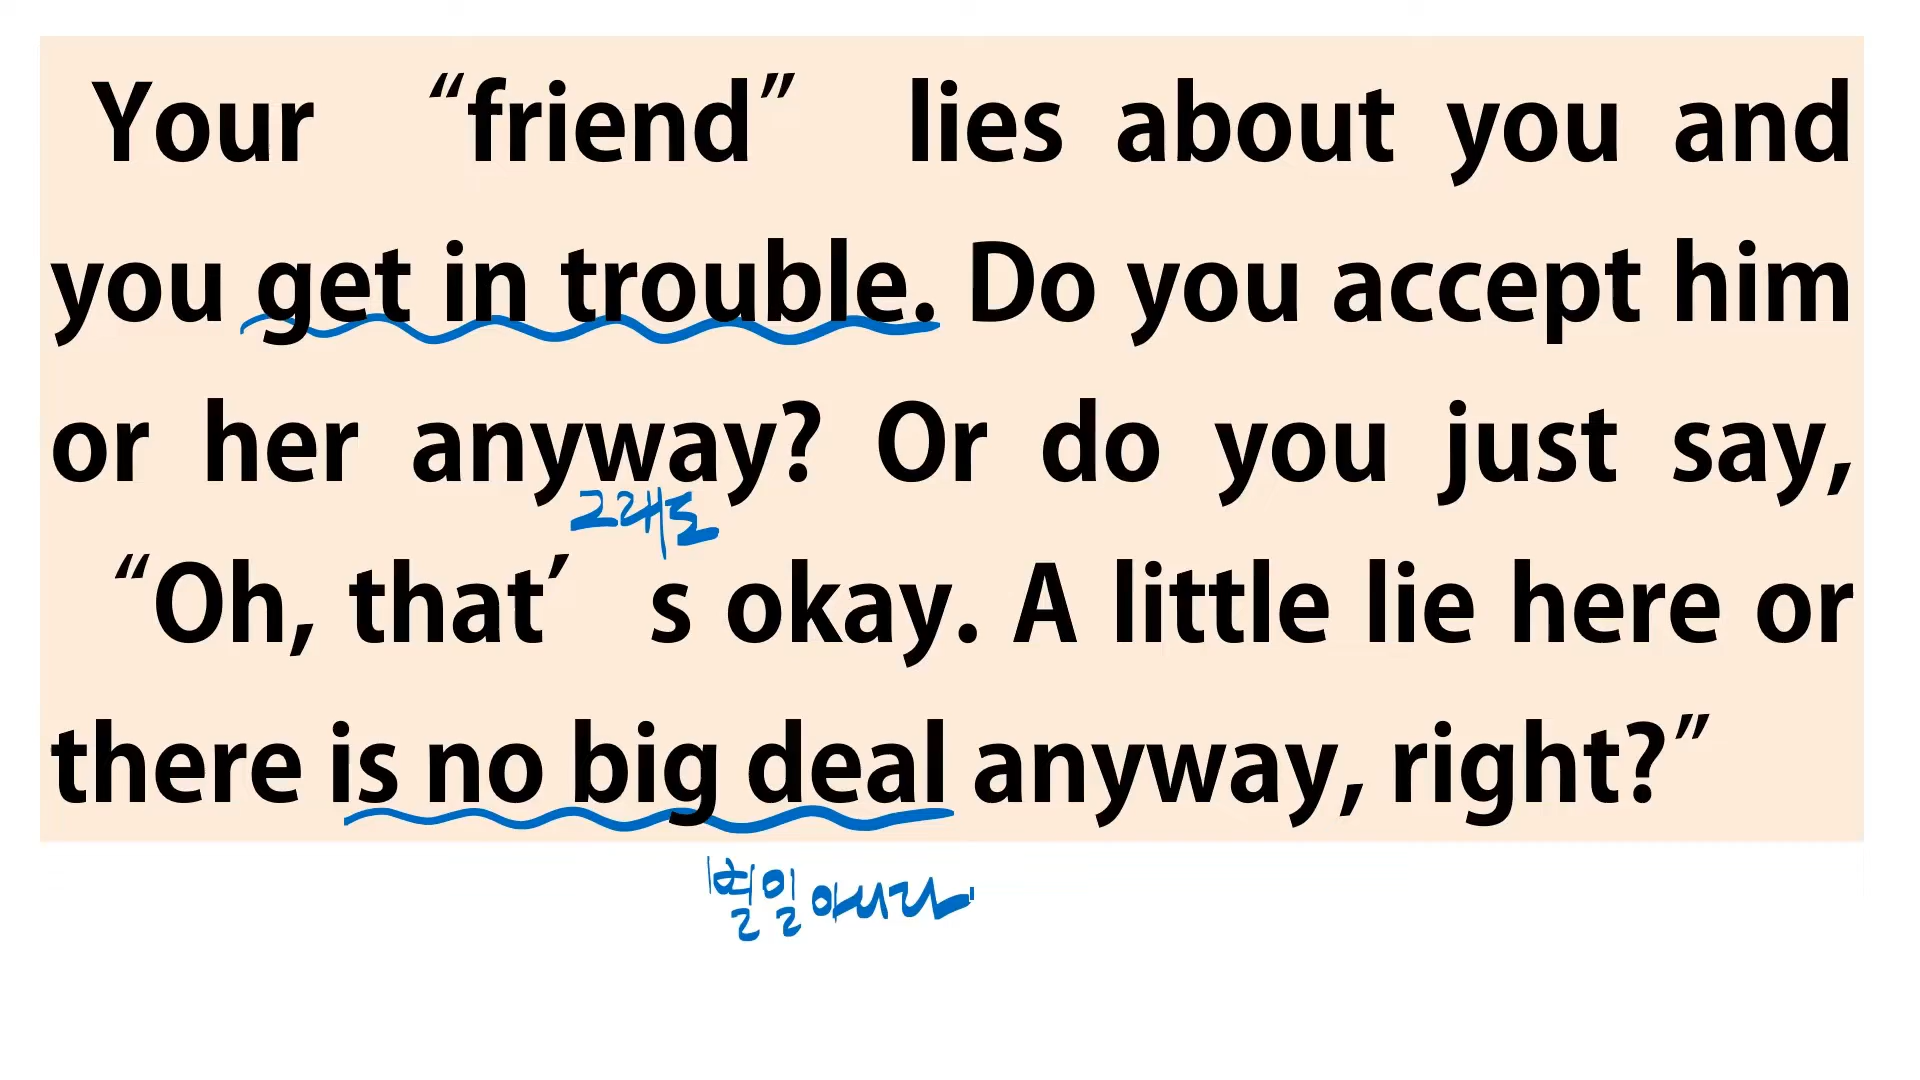 Your “friend” lies about you and
you get in trouble. Do you accept him
or her anyway? Or do you just say,
그래도
“Oh, that’s okay. A little lie here or
there is no big deal anyway, right?”
별일 아니라